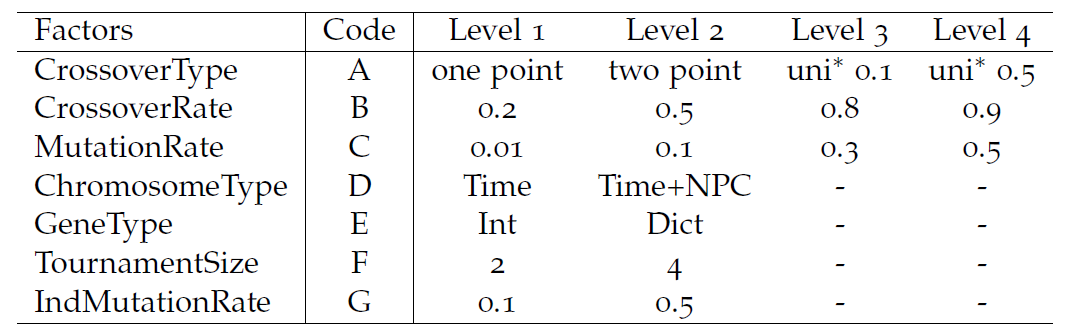 Factors Code Level 1 Level 2 Level 3 Level 4
CrossoverType A one point two point uni* 0.1 uni* 0.5
CrossoverRate B 0.2 0.5 0.8 0.9
MutationRate C 0.01 0.1 0.3 0.5
ChromosomeType D Time Time+NPC - -
GeneType E Int Dict - -
TournamentSize F 2 4 - -
IndMutationRate G 0.1 0.5 - -